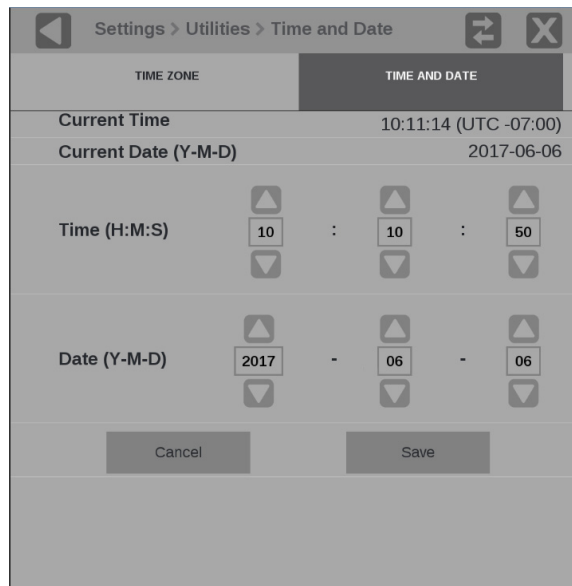 Settings > Utilities > Time and Date
TIME ZONE TIME AND DATE
Current Time 10:11:14 (UTC -07:00)
Current Date (Y-M-D) 2017-06-06
Time (H:M:S) 10 : 10 : 50
Date (Y-M-D) 2017 - 06 - 06
Cancel Save